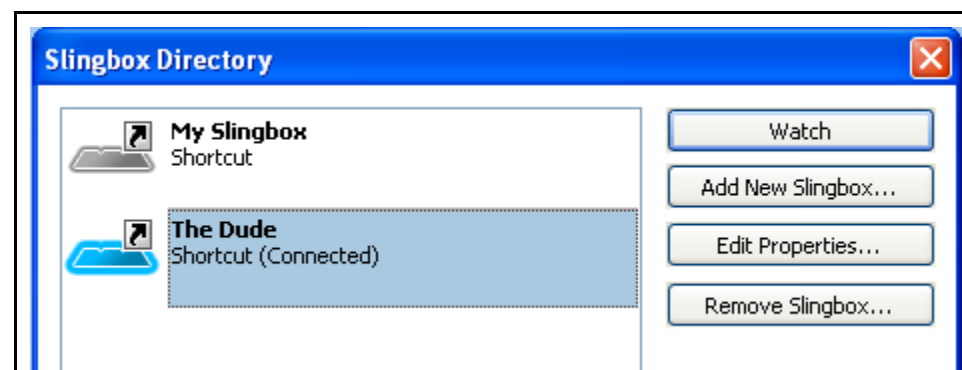 Slingbox Directory
My Slingbox
Shortcut
The Dude
Shortcut (Connected)
Watch
Add New Slingbox...
Edit Properties...
Remove Slingbox...